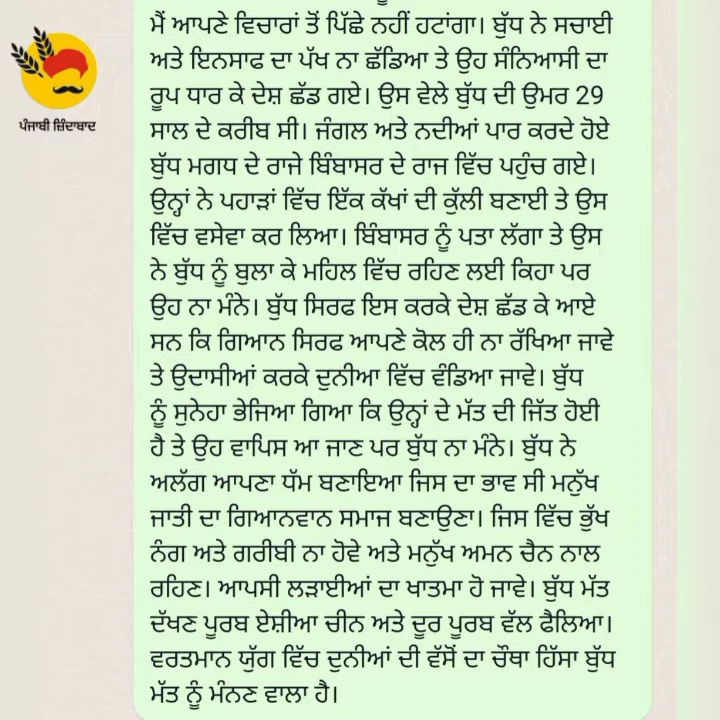 ਮੈਂ ਆਪਣੇ ਵਿਚਾਰਾਂ ਤੋਂ ਪਿੱਛੇ ਨਹੀਂ ਹਟਾਂਗਾ। ਬੁੱਧ ਨੇ ਸਚਾਈ
ਅਤੇ ਇਨਸਾਫ ਦਾ ਪੱਖ ਨਾ ਛੱਡਿਆ ਤੇ ਉਹ ਸੰਨਿਆਸੀ ਦਾ
ਰੂਪ ਧਾਰ ਕੇ ਦੇਸ਼ ਛੱਡ ਗਏ। ਉਸ ਵੇਲੇ ਬੁੱਧ ਦੀ ਉਮਰ 29
ਸਾਲ ਦੇ ਕਰੀਬ ਸੀ। ਜੰਗਲ ਅਤੇ ਨਦੀਆਂ ਪਾਰ ਕਰਦੇ ਹੋਏ
ਬੁੱਧ ਮਗਧ ਦੇ ਰਾਜੇ ਬਿੰਬਾਸਰ ਦੇ ਰਾਜ ਵਿੱਚ ਪਹੁੰਚ ਗਏ।
ਉਨ੍ਹਾਂ ਨੇ ਪਹਾੜਾਂ ਵਿੱਚ ਇੱਕ ਕੱਖਾਂ ਦੀ ਕੁੱਲੀ ਬਣਾਈ ਤੇ ਉਸ
ਵਿੱਚ ਵਸੇਵਾ ਕਰ ਲਿਆ। ਬਿੰਬਾਸਰ ਨੂੰ ਪਤਾ ਲੱਗਾ ਤੇ ਉਸ
ਨੇ ਬੁੱਧ ਨੂੰ ਬੁਲਾ ਕੇ ਮਹਿਲ ਵਿੱਚ ਰਹਿਣ ਲਈ ਕਿਹਾ ਪਰ
ਉਹ ਨਾ ਮੰਨੇ। ਬੁੱਧ ਸਿਰਫ ਇਸ ਕਰਕੇ ਦੇਸ਼ ਛੱਡ ਕੇ ਆਏ
ਸਨ ਕਿ ਗਿਆਨ ਸਿਰਫ ਆਪਣੇ ਕੋਲ ਹੀ ਨਾ ਰੱਖਿਆ ਜਾਵੇ
ਤੇ ਉਦਾਸੀਆਂ ਕਰਕੇ ਦੁਨੀਆ ਵਿੱਚ ਵੰਡਿਆ ਜਾਵੇ। ਬੁੱਧ
ਨੂੰ ਸੁਨੇਹਾ ਭੇਜਿਆ ਗਿਆ ਕਿ ਉਨ੍ਹਾਂ ਦੇ ਮੱਤ ਦੀ ਜਿੱਤ ਹੋਈ
ਹੈ ਤੇ ਉਹ ਵਾਪਿਸ ਆ ਜਾਣ ਪਰ ਬੁੱਧ ਨਾ ਮੰਨੇ। ਬੁੱਧ ਨੇ
ਅਲੱਗ ਆਪਣਾ ਧੰਮ ਬਣਾਇਆ ਜਿਸ ਦਾ ਭਾਵ ਸੀ ਮਨੁੱਖ
ਜਾਤੀ ਦਾ ਗਿਆਨਵਾਨ ਸਮਾਜ ਬਣਾਉਣਾ। ਜਿਸ ਵਿੱਚ ਭੁੱਖ
ਨੰਗ ਅਤੇ ਗਰੀਬੀ ਨਾ ਹੋਵੇ ਅਤੇ ਮਨੁੱਖ ਅਮਨ ਚੈਨ ਨਾਲ
ਰਹਿਣ। ਆਪਸੀ ਲੜਾਈਆਂ ਦਾ ਖਾਤਮਾ ਹੋ ਜਾਵੇ। ਬੁੱਧ ਮੱਤ
ਦੱਖਣ ਪੂਰਬ ਏਸ਼ੀਆ ਚੀਨ ਅਤੇ ਦੂਰ ਪੂਰਬ ਵੱਲ ਫੈਲਿਆ।
ਵਰਤਮਾਨ ਯੁੱਗ ਵਿੱਚ ਦੁਨੀਆਂ ਦੀ ਵੱਸੋਂ ਦਾ ਚੌਥਾ ਹਿੱਸਾ ਬੁੱਧ
ਮੱਤ ਨੂੰ ਮੰਨਣ ਵਾਲਾ ਹੈ।
ਪੰਜਾਬੀ ਜ਼ਿੰਦਾਬਾਦ